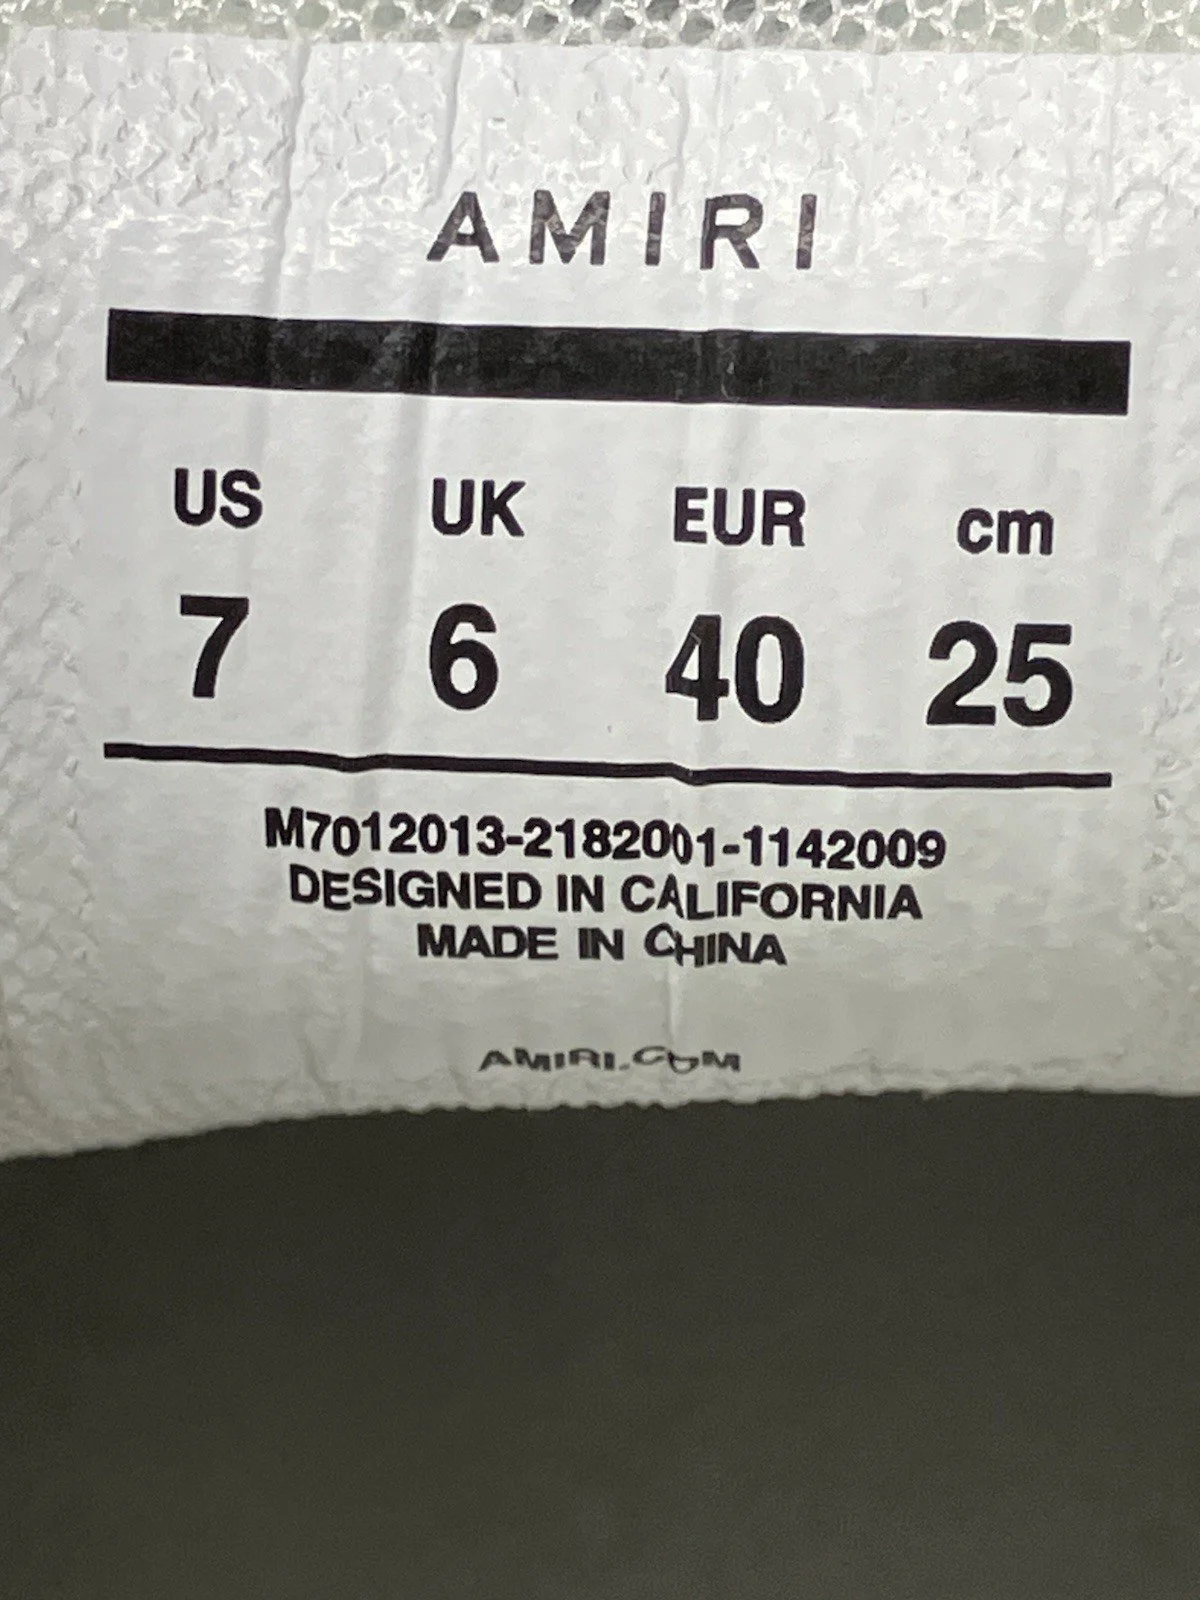 AMIRI
US UK EUR cm
7 6 40 25
M7012013-2182001-1142009
DESIGNED IN CALIFORNIA
MADE IN CHINA
AMIRI.COM